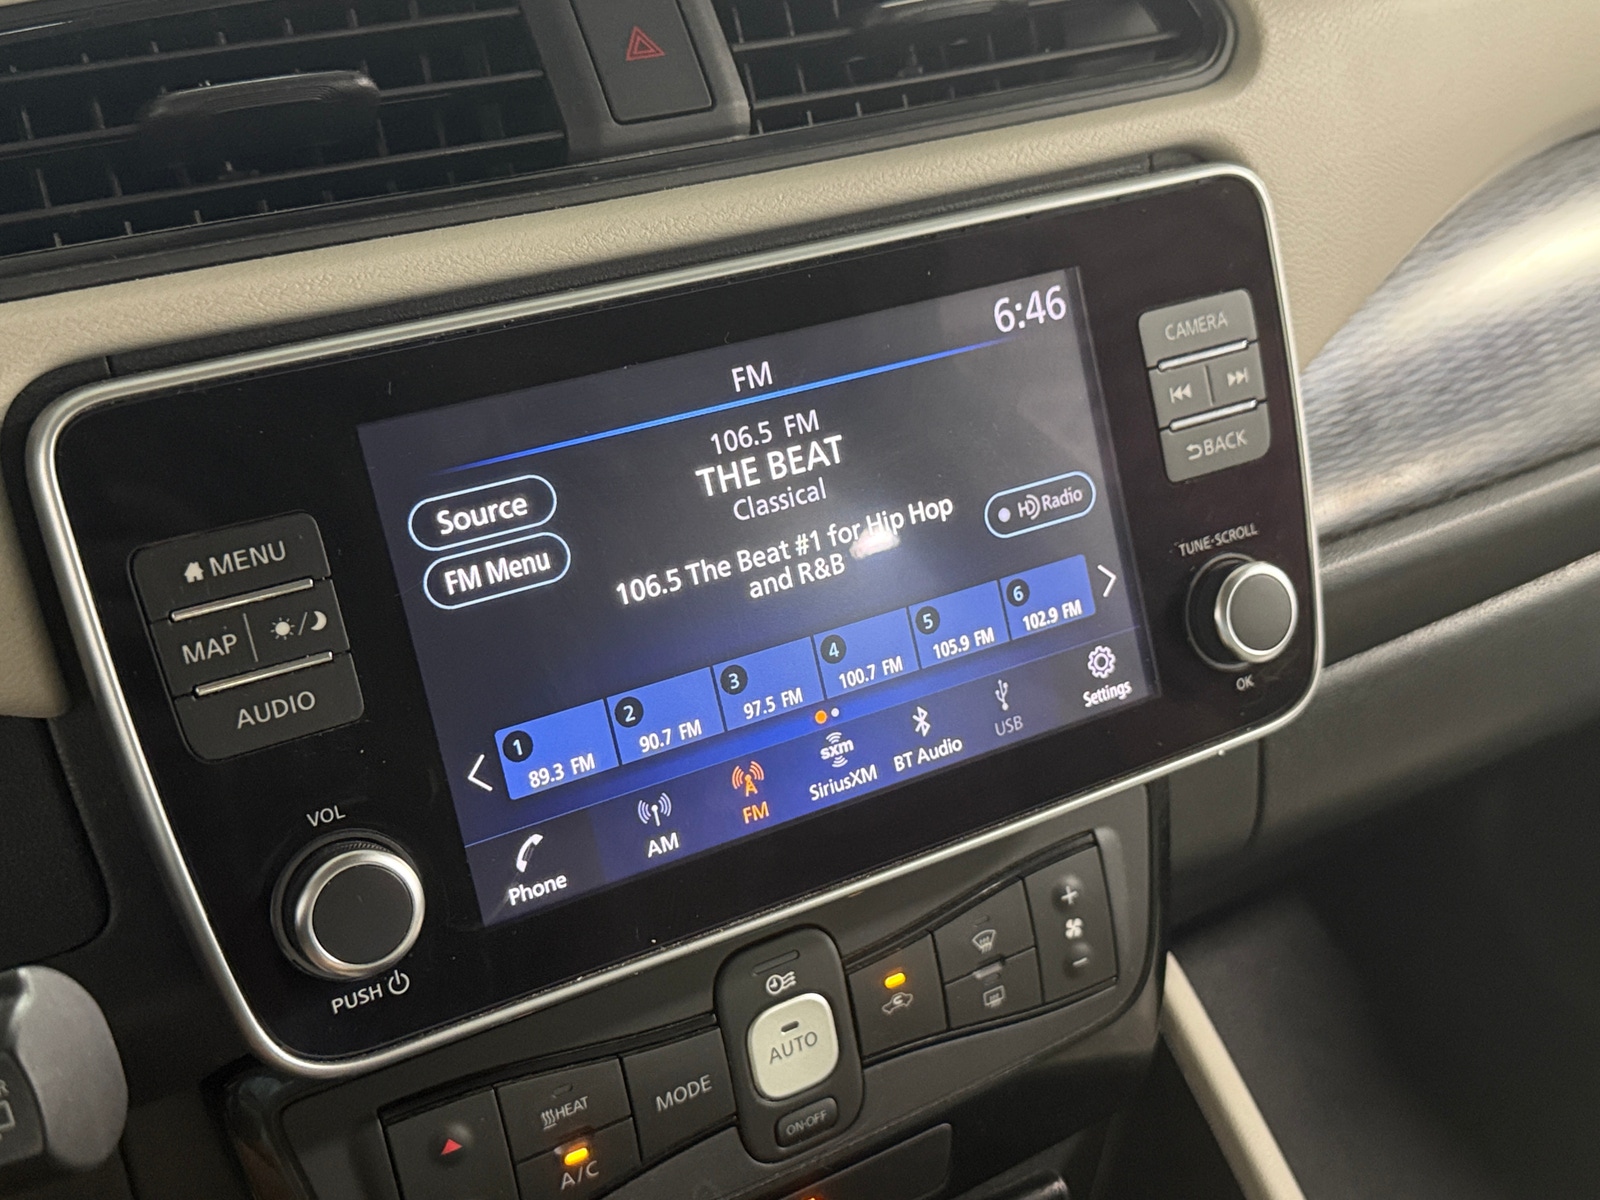 6:46
FM
106.5 FM
THE BEAT
Classical
106.5 The Beat #1 for Hip Hop
and R&B
Source
FM Menu
HD Radio
1
89.3 FM
2
90.7 FM
3
97.5 FM
4
100.7 FM
5
105.9 FM
6
102.9 FM
Phone
AM
FM
sxm
SiriusXM
BT Audio
USB
Settings
MENU
MAP
AUDIO
VOL
PUSH
CAMERA
BACK
TUNE·SCROLL
OK
HEAT
A/C
MODE
AUTO
ON·OFF